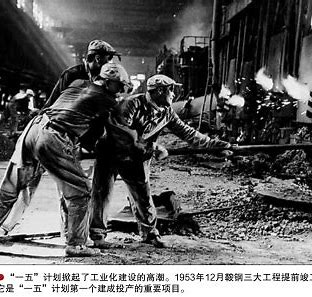 ● “一五”计划掀起了工业化建设的高潮。1953年12月鞍钢三大工程提前竣工
它是“一五”计划第一个建成投产的重要项目。